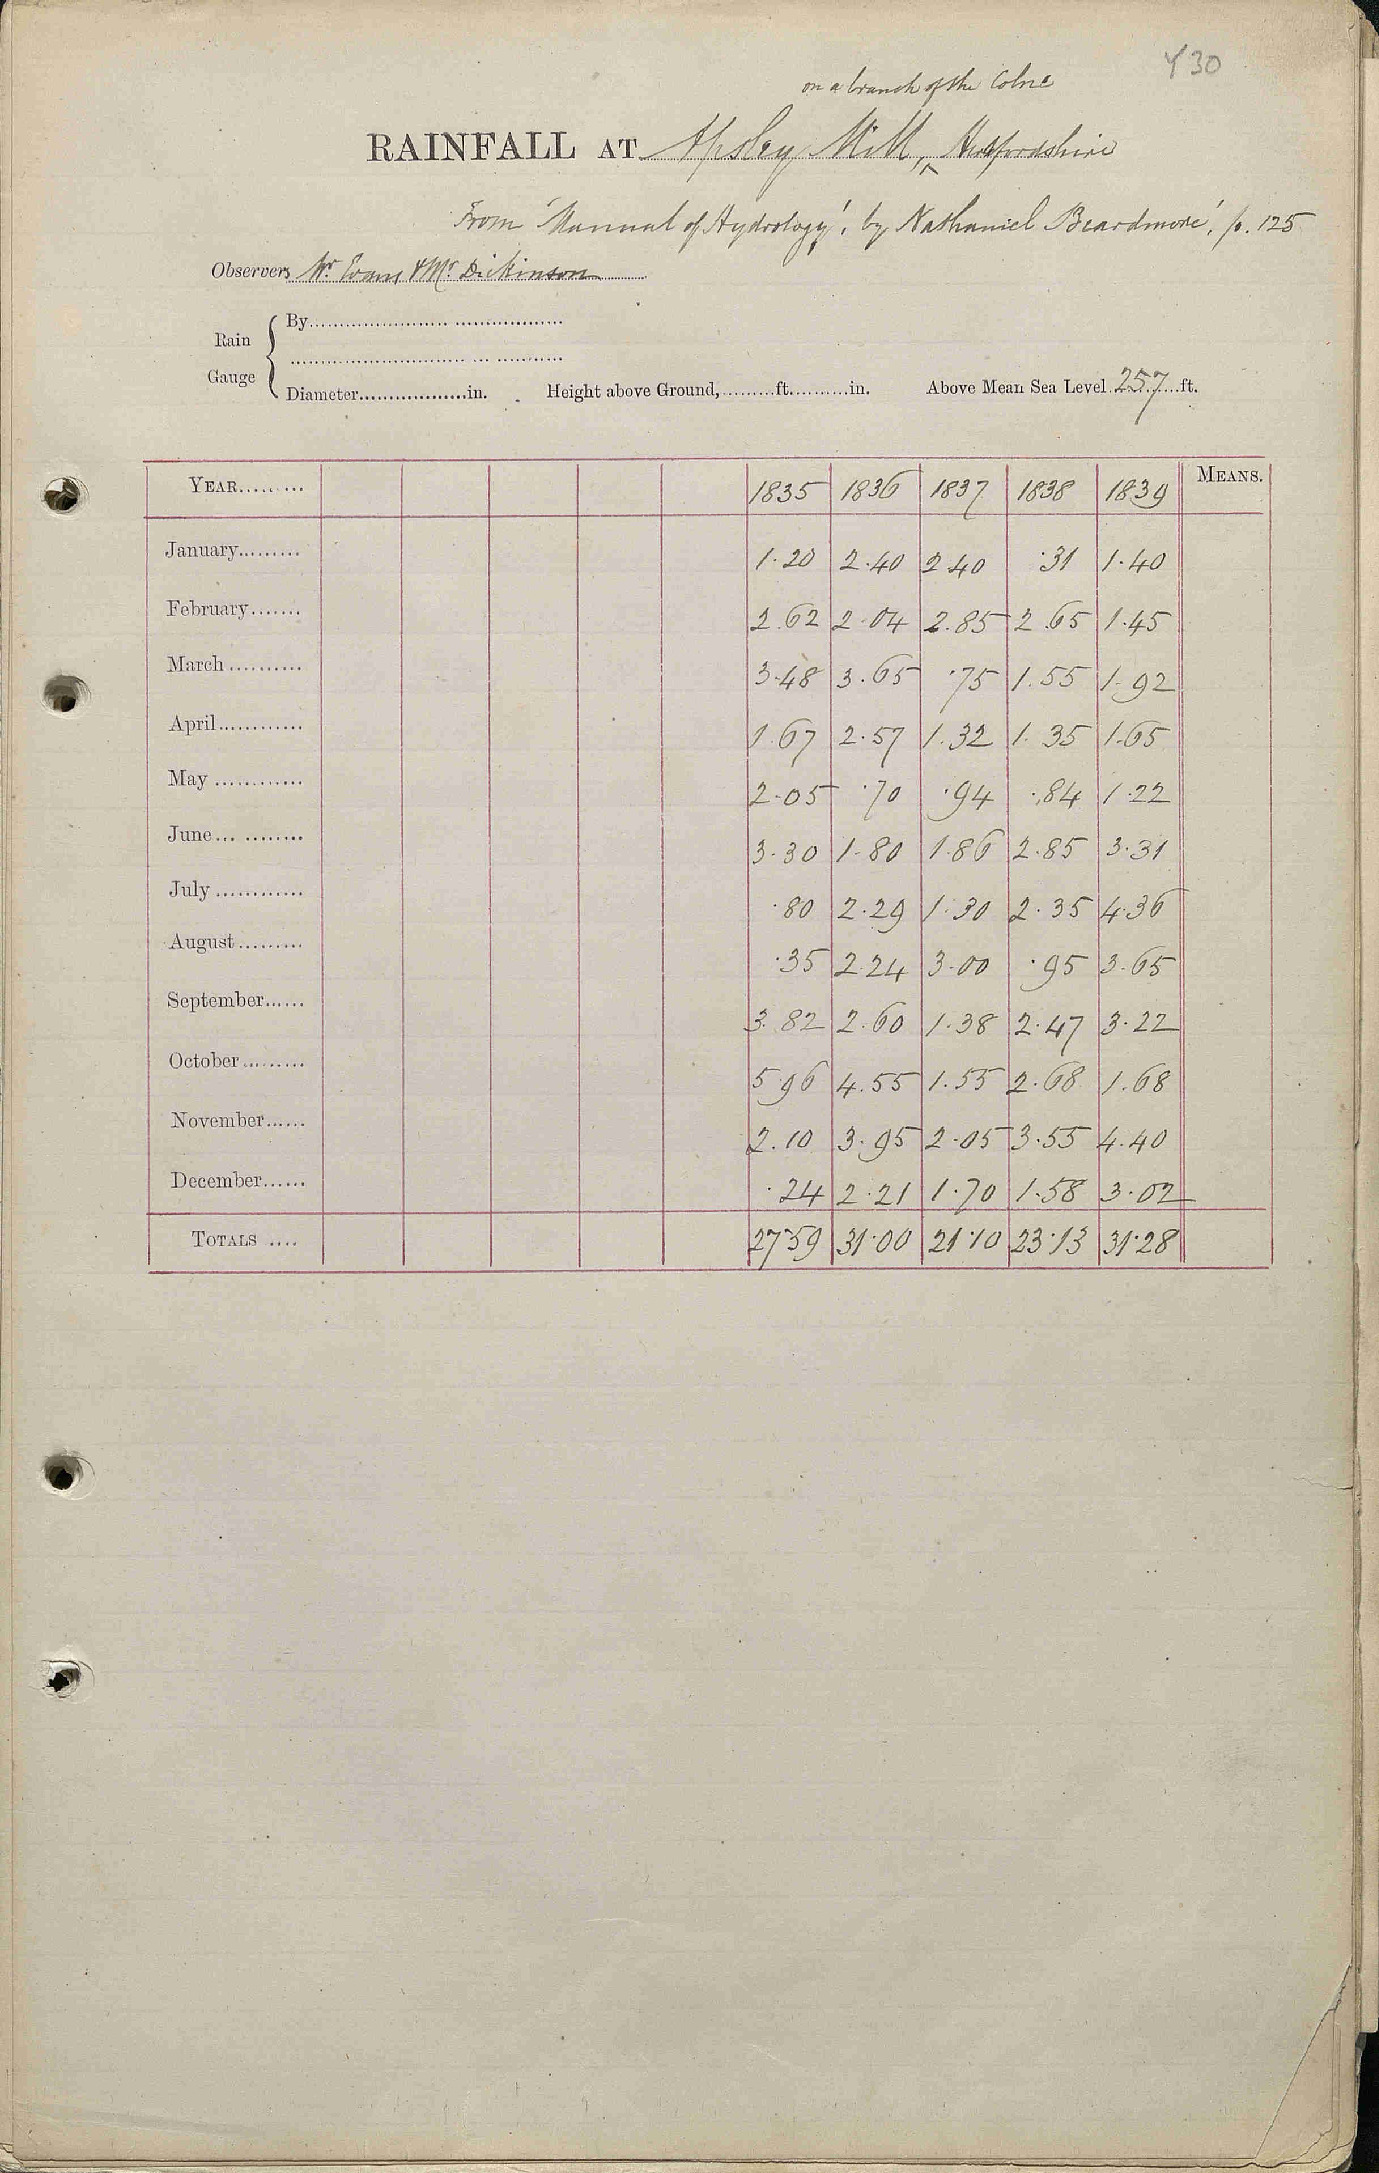 Y30
on a branch of the Colne
RAINFALL AT Apsley Mill, ^ Hertfordshire
From 'Manual of Hydrology', by Nathaniel Beardmore', p. 125
Observers Mr. Evans & Mr. Dickinson
Rain Gauge { By
Diameter in. Height above Ground, ft. in. Above Mean Sea Level 257 ft.
YEAR 1835 1836 1837 1838 1839 MEANS.
January 1.20 2.40 2 40 .31 1.40
February 2.62 2.04 2.85 2.65 1.45
March 3.48 3.65 .75 1.55 1.92
April 1.67 2.57 1.32 1.35 1.65
May 2.05 .70 .94 .84 1.22
June 3.30 1.80 1.86 2.85 3.31
July .80 2.29 1.30 2.35 4.36
August .35 2.24 3.00 .95 3.65
September 3.82 2.60 1.38 2.47 3.22
October 5.96 4.55 1.55 2.68 1.68
November 2.10 3.95 2.05 3.55 4.40
December .24 2.21 1.70 1.58 3.02
TOTALS 27.59 31.00 21.10 23.13 31.28